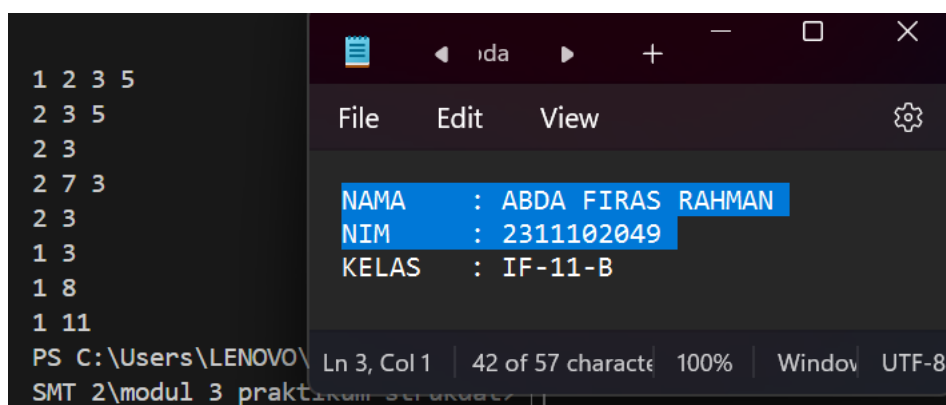 1 2 3 5
2 3 5
2 3
2 7 3
2 3
1 3
1 8
1 11
PS C:\Users\LENOVO\
SMT 2\modul 3 praktikum strukdat>
File Edit View
NAMA : ABDA FIRAS RAHMAN
NIM : 2311102049
KELAS : IF-11-B
Ln 3, Col 1 42 of 57 characte 100% Window UTF-8